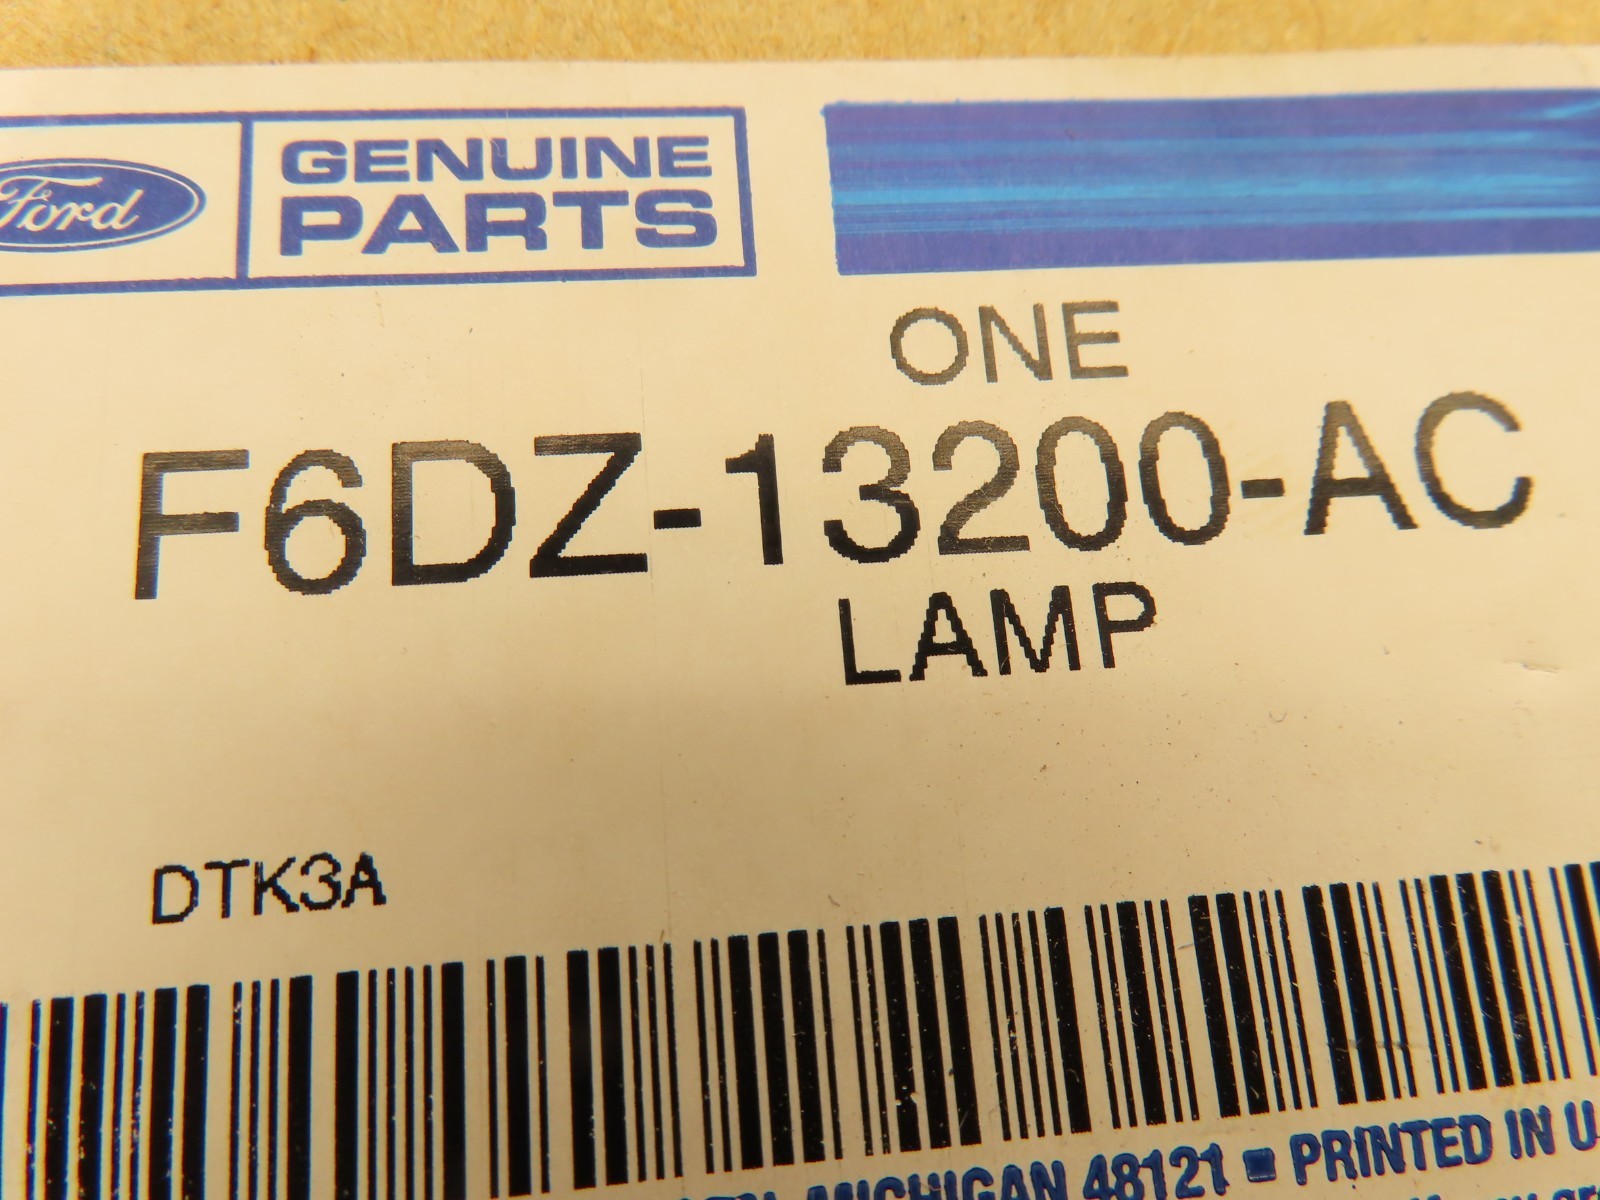 Ford GENUINE
PARTS
ONE
F6DZ-13200-AC
LAMP
DTK3A
MICHIGAN 48121 ■ PRINTED IN U